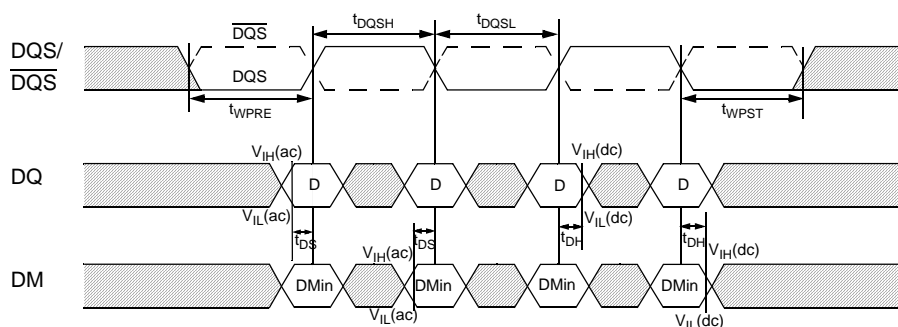 DQS
tDQSH
tDQSL
DQS/
DQS
DQS
tWPRE
tWPST
VIH(ac)
VIH(dc)
DQ
D
D
D
D
VIL(ac)
VIL(dc)
tDS
VIH(ac)
tDS
tDH
tDH
VIH(dc)
DM
DMin
DMin
DMin
DMin
VIL(ac)
VIL(dc)